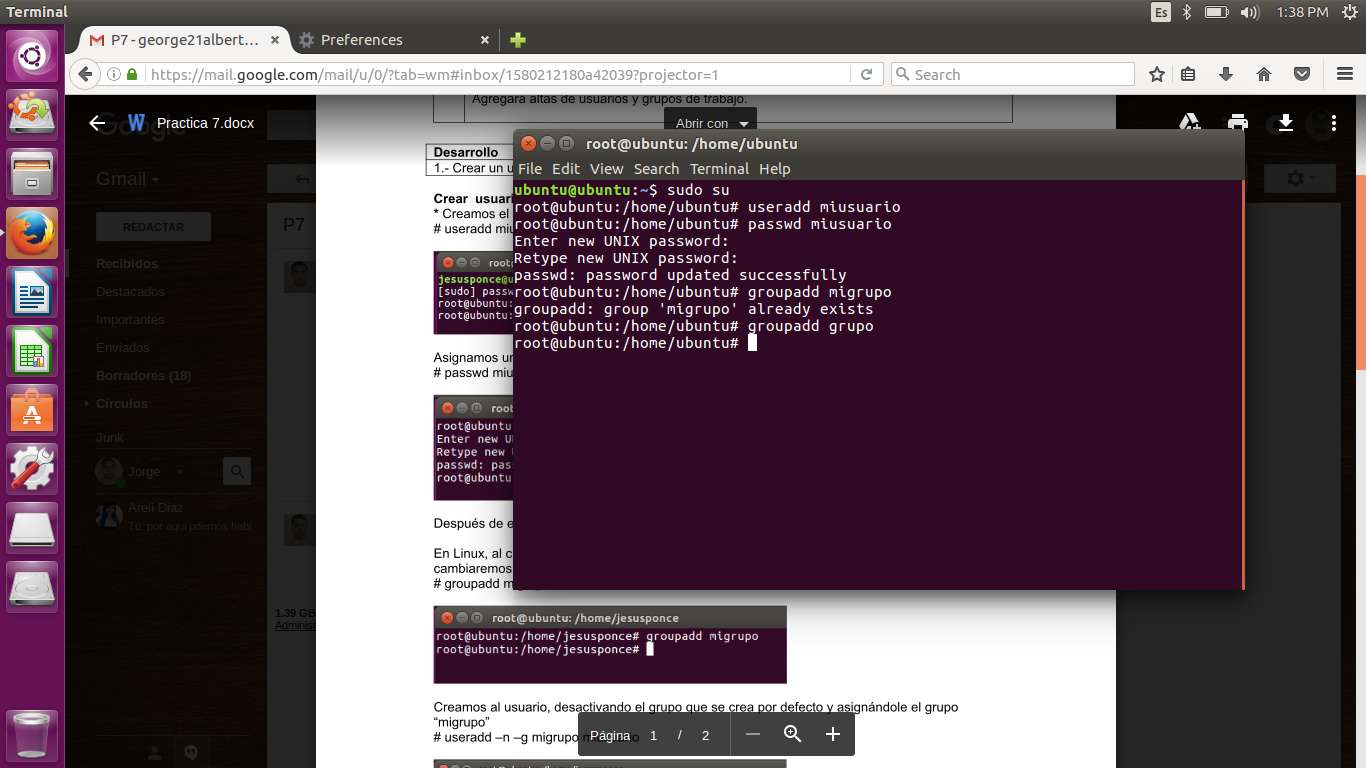 Terminal
Es
1:38 PM
P7 - george21albert...
Preferences
https://mail.google.com/mail/u/0/?tab=wm#inbox/1580212180a42039?projector=1
Search
Agregará altas de usuarios y grupos de trabajo.
Practica 7.docx
Abrir con
Google
Gmail
REDACTAR
P7
Recibidos
Destacados
Importantes
Enviados
Borradores (18)
Círculos
Junk
Jorge
Areli Diaz
Tú: por aqui pdemos habl
1.39 GB
Administ
Desarrollo
1.- Crear un u
Crear usuari
* Creamos el
# useradd miu
root
jesusponce@u
[sudo] passw
root@ubuntu:
root@ubuntu:
Asignamos un
# passwd miu
root
root@ubuntu
Enter new U
Retype new
passwd: pas
root@ubuntu
Después de e
En Linux, al c
cambiaremos
# groupadd m
root@ubuntu: /home/ubuntu
File Edit View Search Terminal Help
ubuntu@ubuntu:~$ sudo su
root@ubuntu:/home/ubuntu# useradd miusuario
root@ubuntu:/home/ubuntu# passwd miusuario
Enter new UNIX password:
Retype new UNIX password:
passwd: password updated successfully
root@ubuntu:/home/ubuntu# groupadd migrupo
groupadd: group 'migrupo' already exists
root@ubuntu:/home/ubuntu# groupadd grupo
root@ubuntu:/home/ubuntu#
root@ubuntu: /home/jesusponce
root@ubuntu:/home/jesusponce# groupadd migrupo
root@ubuntu:/home/jesusponce#
Creamos al usuario, desactivando el grupo que se crea por defecto y asignándole el grupo
“migrupo”
# useradd –n –g migrupo
Página 1 / 2